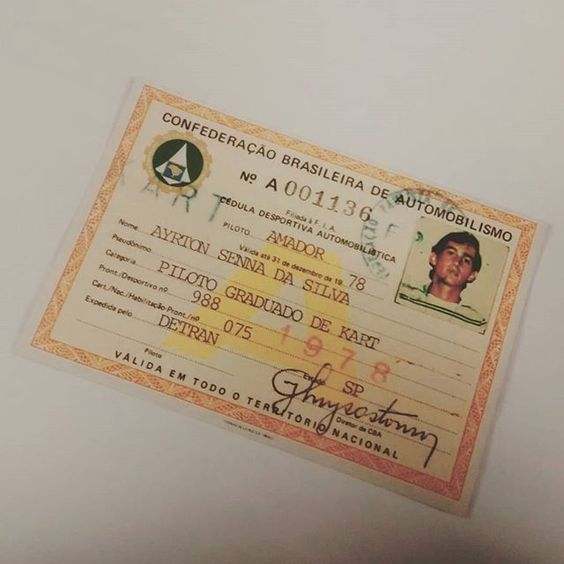 CONFEDERAÇÃO BRASILEIRA DE AUTOMOBILISMO
Nº A 001136
Filiada à F.I.A.
CÉDULA DESPORTIVA AUTOMOBILÍSTICA
KART
PILOTO AMADOR
Válida até 31 de dezembro de 19 78
Nome AYRTON SENNA DA SILVA
Pseudônimo
Categoria PILOTO GRADUADO DE KART
Pront./Desportivo nº 988
Cart./Nac./Habilitação-Pront./nº 075
1978
Expedida pelo DETRAN SP
Piloto
Diretor da CBA
VÁLIDA EM TODO O TERRITÓRIO NACIONAL